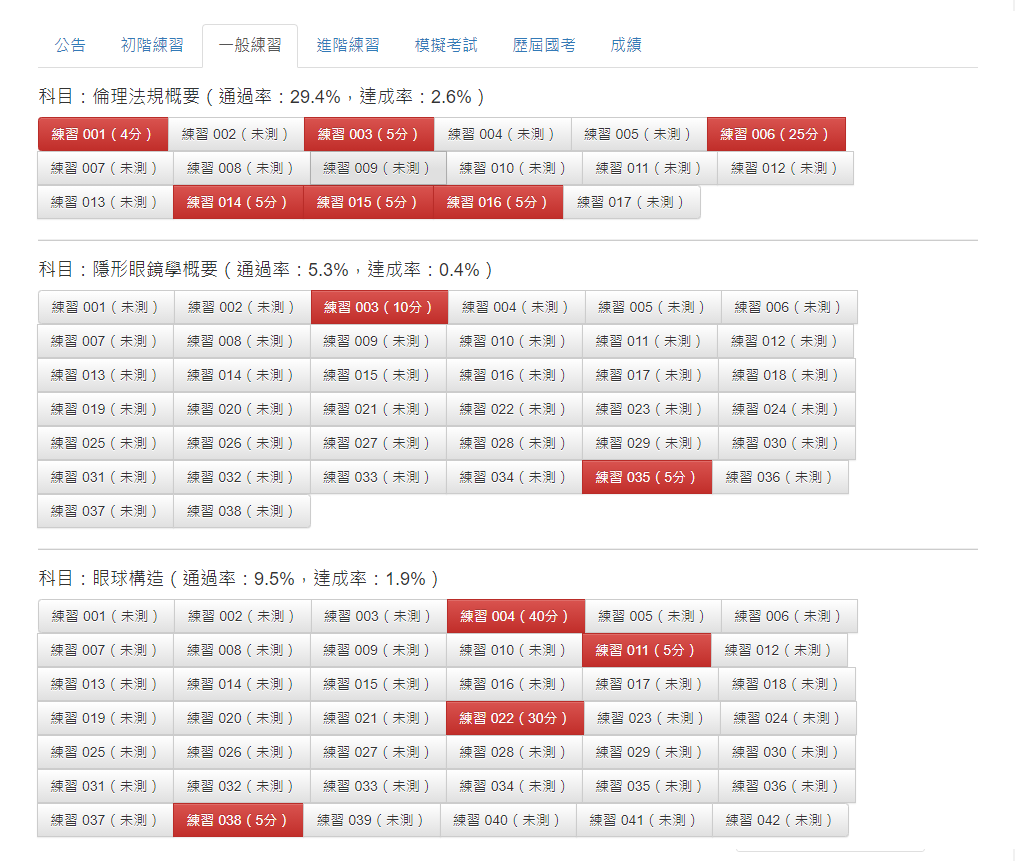 公告 初階練習 一般練習 進階練習 模擬考試 歷屆國考 成績
科目：倫理法規概要 ( 通過率：29.4%，達成率：2.6% )
練習 001 ( 4分 ) 練習 002 ( 未測 ) 練習 003 ( 5分 ) 練習 004 ( 未測 ) 練習 005 ( 未測 ) 練習 006 ( 25分 )
練習 007 ( 未測 ) 練習 008 ( 未測 ) 練習 009 ( 未測 ) 練習 010 ( 未測 ) 練習 011 ( 未測 ) 練習 012 ( 未測 )
練習 013 ( 未測 ) 練習 014 ( 5分 ) 練習 015 ( 5分 ) 練習 016 ( 5分 ) 練習 017 ( 未測 )
科目：隱形眼鏡學概要 ( 通過率：5.3%，達成率：0.4% )
練習 001 ( 未測 ) 練習 002 ( 未測 ) 練習 003 ( 10分 ) 練習 004 ( 未測 ) 練習 005 ( 未測 ) 練習 006 ( 未測 )
練習 007 ( 未測 ) 練習 008 ( 未測 ) 練習 009 ( 未測 ) 練習 010 ( 未測 ) 練習 011 ( 未測 ) 練習 012 ( 未測 )
練習 013 ( 未測 ) 練習 014 ( 未測 ) 練習 015 ( 未測 ) 練習 016 ( 未測 ) 練習 017 ( 未測 ) 練習 018 ( 未測 )
練習 019 ( 未測 ) 練習 020 ( 未測 ) 練習 021 ( 未測 ) 練習 022 ( 未測 ) 練習 023 ( 未測 ) 練習 024 ( 未測 )
練習 025 ( 未測 ) 練習 026 ( 未測 ) 練習 027 ( 未測 ) 練習 028 ( 未測 ) 練習 029 ( 未測 ) 練習 030 ( 未測 )
練習 031 ( 未測 ) 練習 032 ( 未測 ) 練習 033 ( 未測 ) 練習 034 ( 未測 ) 練習 035 ( 5分 ) 練習 036 ( 未測 )
練習 037 ( 未測 ) 練習 038 ( 未測 )
科目：眼球構造 ( 通過率：9.5%，達成率：1.9% )
練習 001 ( 未測 ) 練習 002 ( 未測 ) 練習 003 ( 未測 ) 練習 004 ( 40分 ) 練習 005 ( 未測 ) 練習 006 ( 未測 )
練習 007 ( 未測 ) 練習 008 ( 未測 ) 練習 009 ( 未測 ) 練習 010 ( 未測 ) 練習 011 ( 5分 ) 練習 012 ( 未測 )
練習 013 ( 未測 ) 練習 014 ( 未測 ) 練習 015 ( 未測 ) 練習 016 ( 未測 ) 練習 017 ( 未測 ) 練習 018 ( 未測 )
練習 019 ( 未測 ) 練習 020 ( 未測 ) 練習 021 ( 未測 ) 練習 022 ( 30分 ) 練習 023 ( 未測 ) 練習 024 ( 未測 )
練習 025 ( 未測 ) 練習 026 ( 未測 ) 練習 027 ( 未測 ) 練習 028 ( 未測 ) 練習 029 ( 未測 ) 練習 030 ( 未測 )
練習 031 ( 未測 ) 練習 032 ( 未測 ) 練習 033 ( 未測 ) 練習 034 ( 未測 ) 練習 035 ( 未測 ) 練習 036 ( 未測 )
練習 037 ( 未測 ) 練習 038 ( 5分 ) 練習 039 ( 未測 ) 練習 040 ( 未測 ) 練習 041 ( 未測 ) 練習 042 ( 未測 )